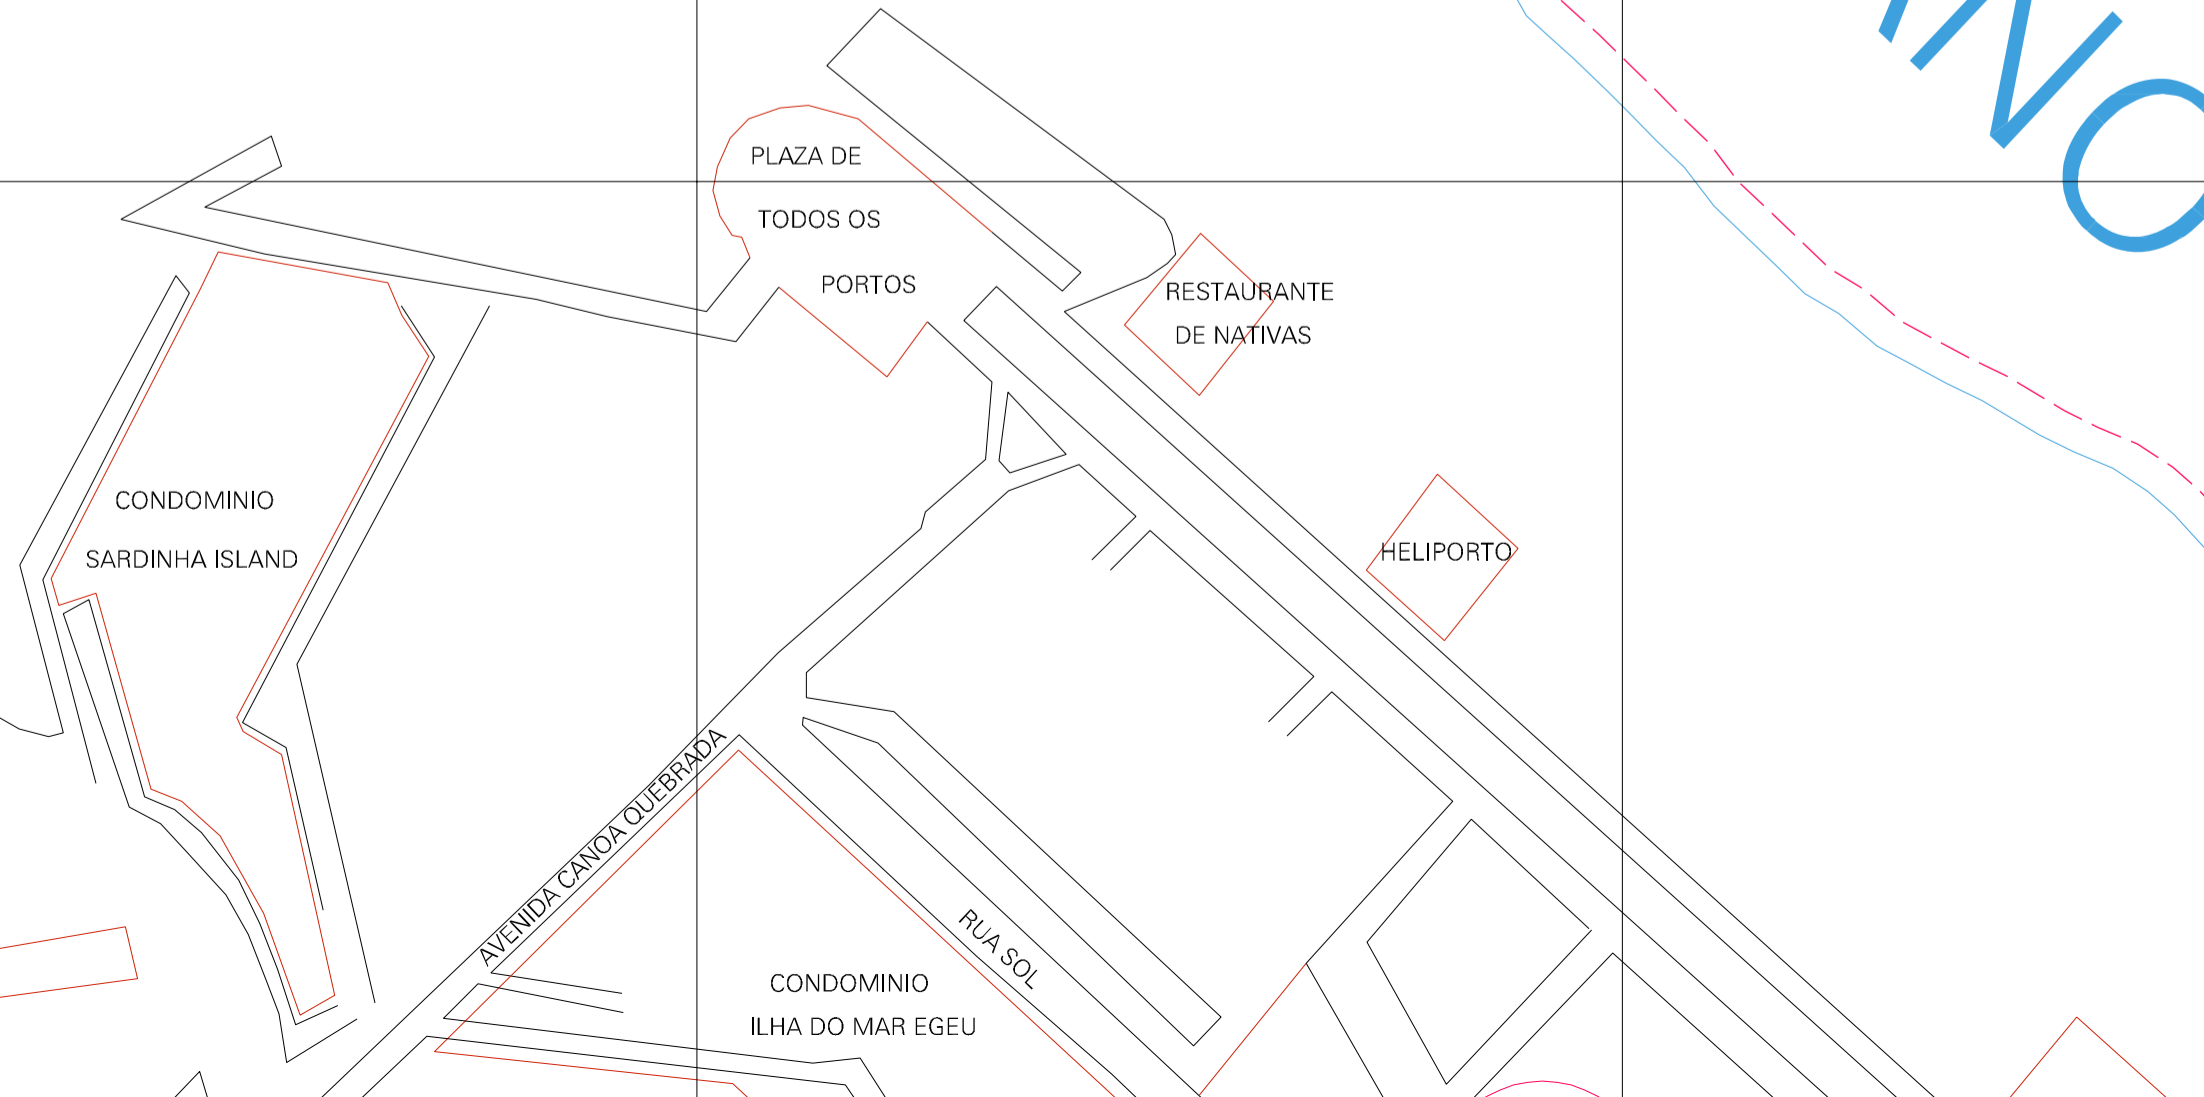 PLAZA DE
TODOS OS
PORTOS
RESTAURANTE
DE NATIVAS
CONDOMINIO
SARDINHA ISLAND
HELIPORTO
AVENIDA CANOA QUEBRADA
RUA SOL
CONDOMINIO
ILHA DO MAR EGEU